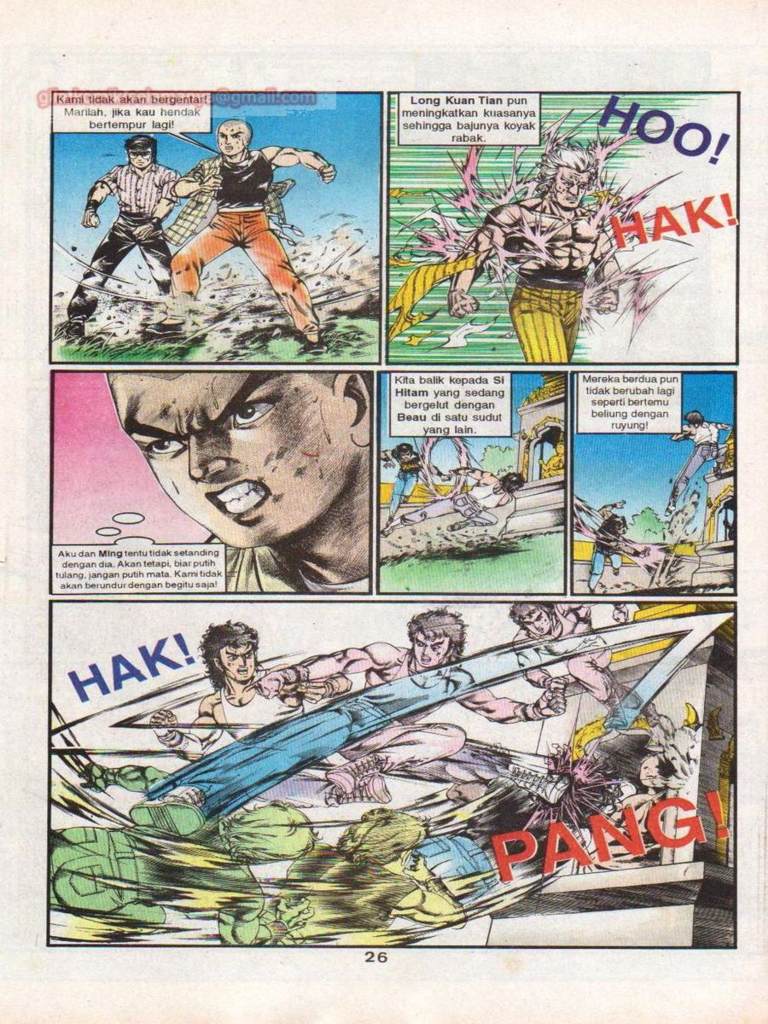 Kami tidak akan bergentar!
Marilah, jika kau hendak
bertempur lagi!
@gmail.com
Long Kuan Tian pun
meningkatkan kuasanya
sehingga bajunya koyak
rabak.
HOO!
HAK!
Aku dan Ming tentu tidak setanding
dengan dia. Akan tetapi, biar putih
tulang, jangan putih mata. Kami tidak
akan berundur dengan begitu saja!
Kita balik kepada Si
Hitam yang sedang
bergelut dengan
Beau di satu sudut
yang lain.
Mereka berdua pun
tidak berubah lagi
seperti bertemu
beliung dengan
ruyung!
HAK!
PANG!
26